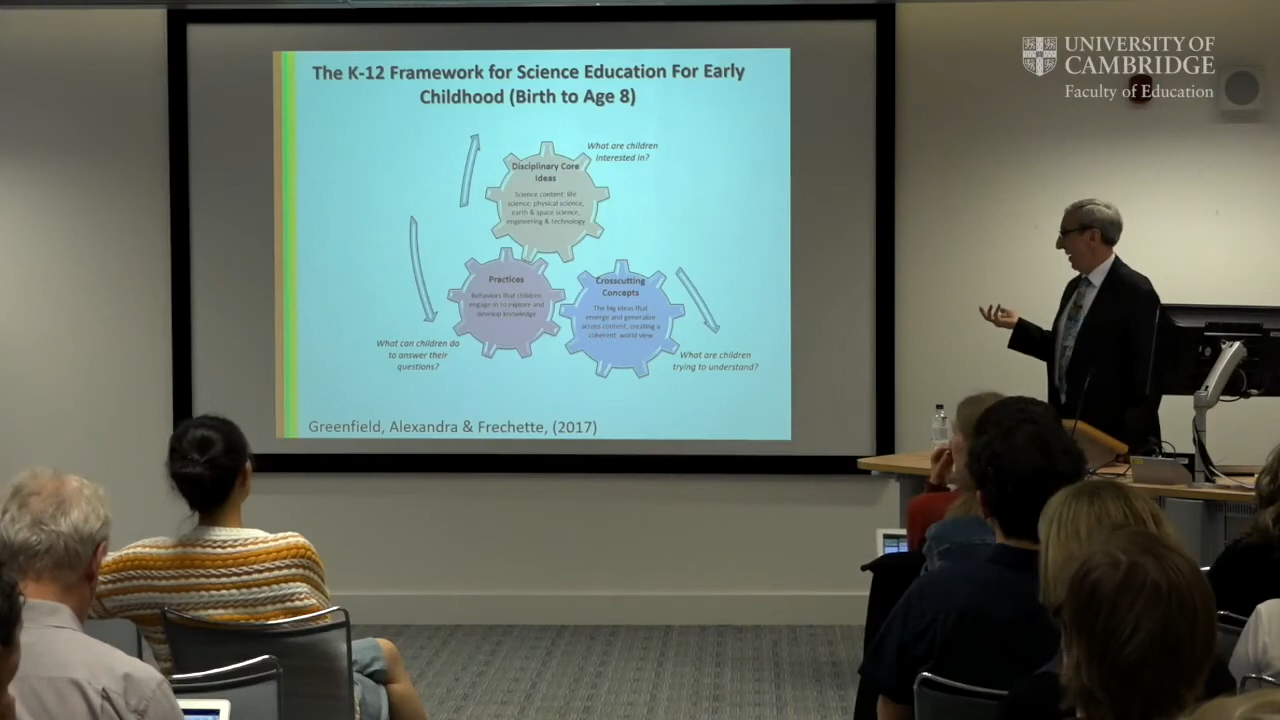 UNIVERSITY OF
CAMBRIDGE
Faculty of Education
The K-12 Framework for Science Education For Early
Childhood (Birth to Age 8)
What are children
interested in?
Disciplinary Core
Ideas
Science content: life
science, physical science,
earth & space science,
engineering & technology
Practices
Behaviors that children
engage in to explore and
develop knowledge
Crosscutting
Concepts
The big ideas that
emerge and generalize
across content, creating a
coherent world view
What can children do
to answer their
questions?
What are children
trying to understand?
Greenfield, Alexandra & Frechette, (2017)